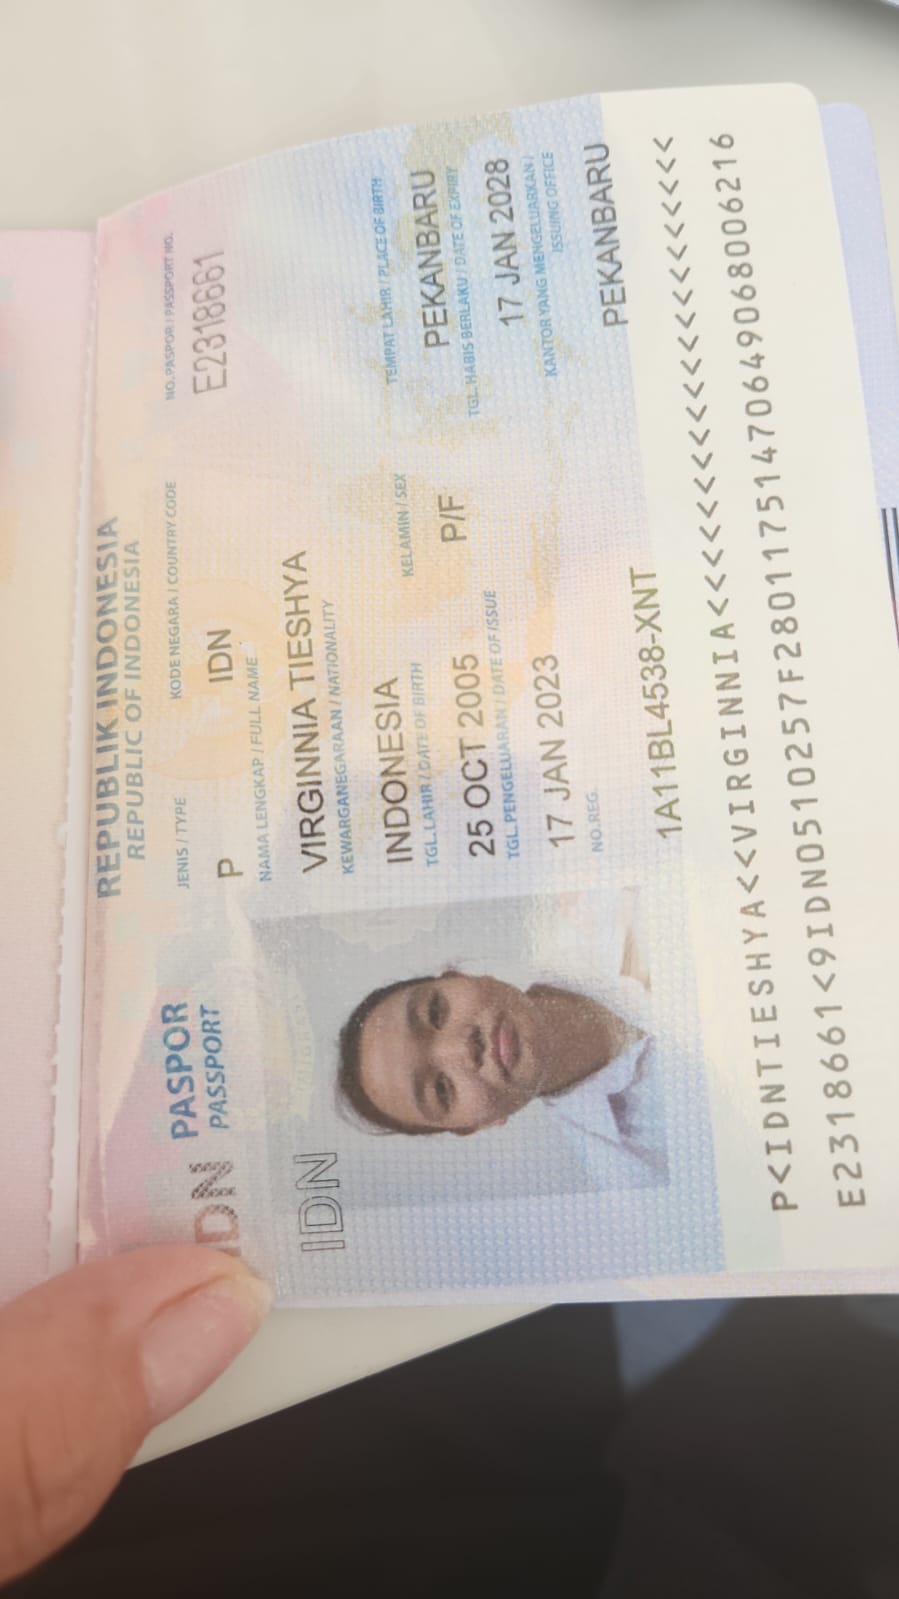 REPUBLIK INDONESIA
REPUBLIC OF INDONESIA
PASPOR
PASSPORT
IDN
JENIS / TYPE
KODE NEGARA / COUNTRY CODE
NO. PASPOR / PASSPORT NO.
P
IDN
E2318661
NAMA LENGKAP / FULL NAME
VIRGINNIA TIESHYA
KEWARGANEGARAAN / NATIONALITY
INDONESIA
IDN
TGL. LAHIR / DATE OF BIRTH
KELAMIN / SEX
TEMPAT LAHIR / PLACE OF BIRTH
25 OCT 2005
P/F
PEKANBARU
TGL. PENGELUARAN / DATE OF ISSUE
TGL. HABIS BERLAKU / DATE OF EXPIRY
17 JAN 2023
17 JAN 2028
NO. REG.
KANTOR YANG MENGELUARKAN /
ISSUING OFFICE
1A11BL4538-XNT
PEKANBARU
P<IDNTIESHYA<<VIRGINNIA<<<<<<<<<<<<<<<<<<<<<
E2318661<9IDN0510257F28011751470649068006216